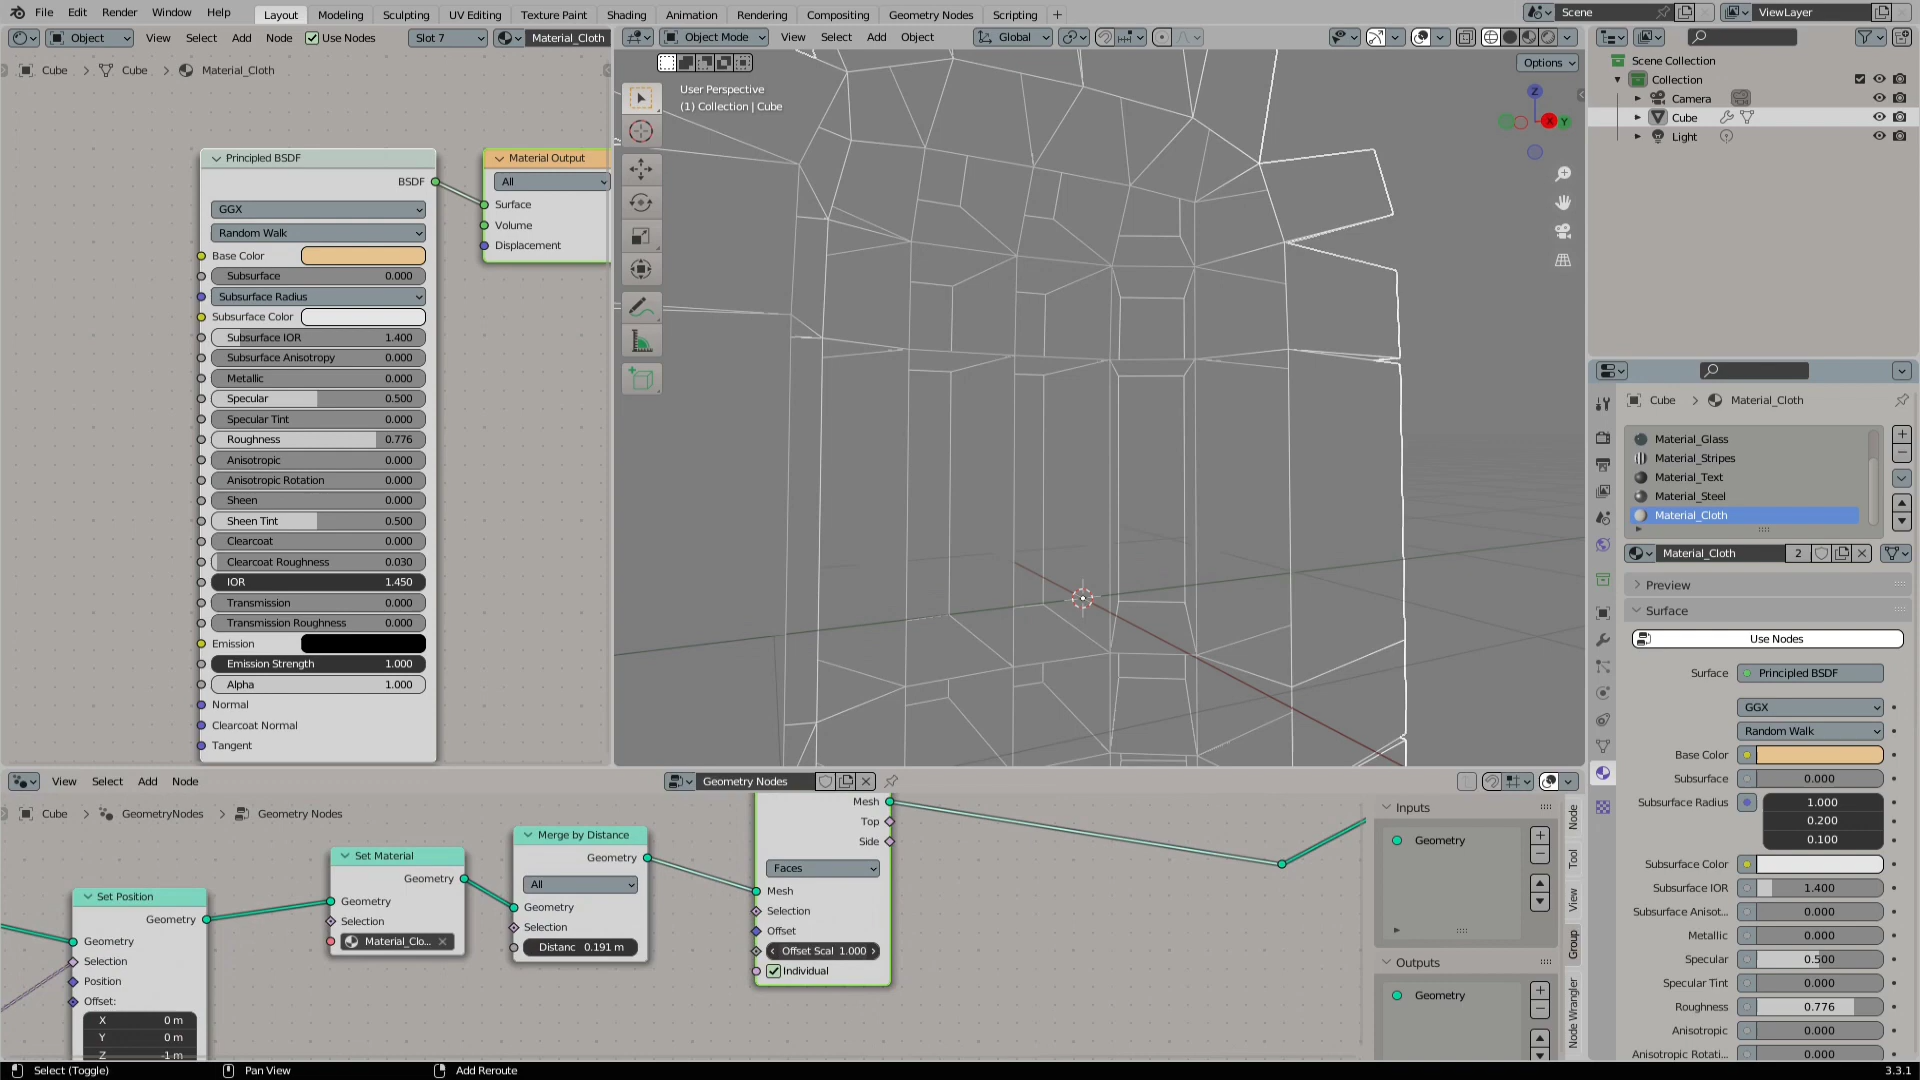 File Edit Render Window Help Layout Modeling Sculpting UV Editing Texture Paint Shading Animation Rendering Compositing Geometry Nodes Scripting + Scene ViewLayer
Object View Select Add Node Use Nodes Slot 7 Material_Cloth Object Mode View Select Add Object Global
Cube > Cube > Material_Cloth
Options
User Perspective
(1) Collection | Cube
Z
X
Y
Scene Collection
Collection
Camera
Cube
Light
Principled BSDF
BSDF
GGX
Random Walk
Base Color
Subsurface 0.000
Subsurface Radius
Subsurface Color
Subsurface IOR 1.400
Subsurface Anisotropy 0.000
Metallic 0.000
Specular 0.500
Specular Tint 0.000
Roughness 0.776
Anisotropic 0.000
Anisotropic Rotation 0.000
Sheen 0.000
Sheen Tint 0.500
Clearcoat 0.000
Clearcoat Roughness 0.030
IOR 1.450
Transmission 0.000
Transmission Roughness 0.000
Emission
Emission Strength 1.000
Alpha 1.000
Normal
Clearcoat Normal
Tangent
Material Output
All
Surface
Volume
Displacement
Cube > Material_Cloth
Material_Glass
Material_Stripes
Material_Text
Material_Steel
Material_Cloth
Material_Cloth 2
Preview
Surface
Use Nodes
Surface Principled BSDF
GGX
Random Walk
Base Color
Subsurface 0.000
Subsurface Radius 1.000
0.200
0.100
Subsurface Color
Subsurface IOR 1.400
Subsurface Anisot... 0.000
Metallic 0.000
Specular 0.500
Specular Tint 0.000
Roughness 0.776
Anisotropic 0.000
Anisotropic Rotati... 0.000
View Select Add Node Geometry Nodes
Cube > GeometryNodes > Geometry Nodes
Set Position
Geometry
Geometry
Selection
Position
Offset:
X 0 m
Y 0 m
Z -1 m
Set Material
Geometry
Geometry
Selection
Material_Clo...
Merge by Distance
Geometry
All
Geometry
Selection
Distanc 0.191 m
Mesh
Top
Side
Faces
Mesh
Selection
Offset
Offset Scal 1.000
Individual
Inputs
Geometry
Outputs
Geometry
Node
Tool
View
Group
Node Wrangler
Select (Toggle) Pan View Add Reroute 3.3.1